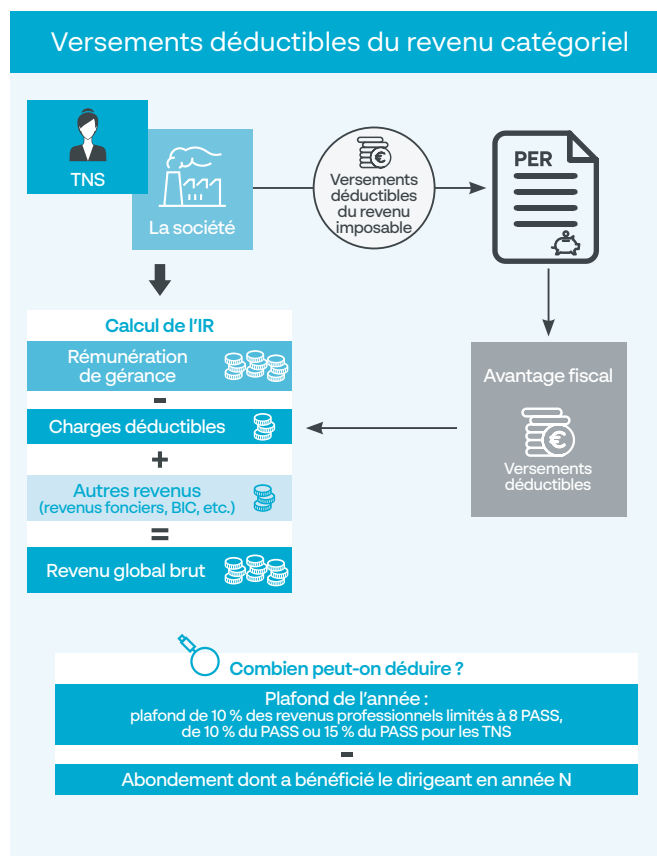 Versements déductibles du revenu catégoriel
TNS
La société
€
Versements
déductibles
du revenu
imposable
PER
Calcul de l'IR
Rémunération
de gérance
-
Charges déductibles
+
Autres revenus
(revenus fonciers, BIC, etc.)
=
Revenu global brut
Avantage fiscal
€
Versements
déductibles
Combien peut-on déduire ?
Plafond de l'année :
plafond de 10 % des revenus professionnels limités à 8 PASS,
de 10 % du PASS ou 15 % du PASS pour les TNS
-
Abondement dont a bénéficié le dirigeant en année N